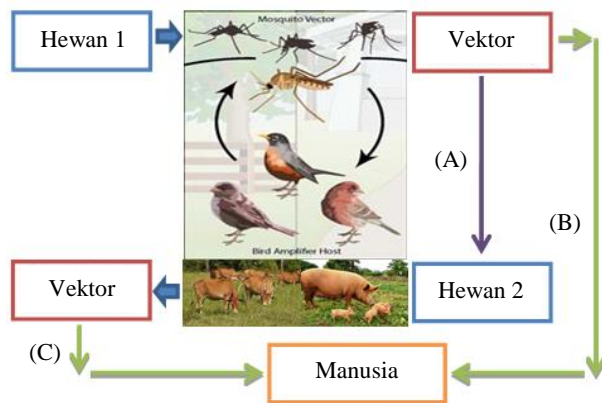 Hewan 1
Mosquito Vector
Vektor
(A)
(B)
Bird Amplifier Host
Vektor
Hewan 2
(C)
Manusia